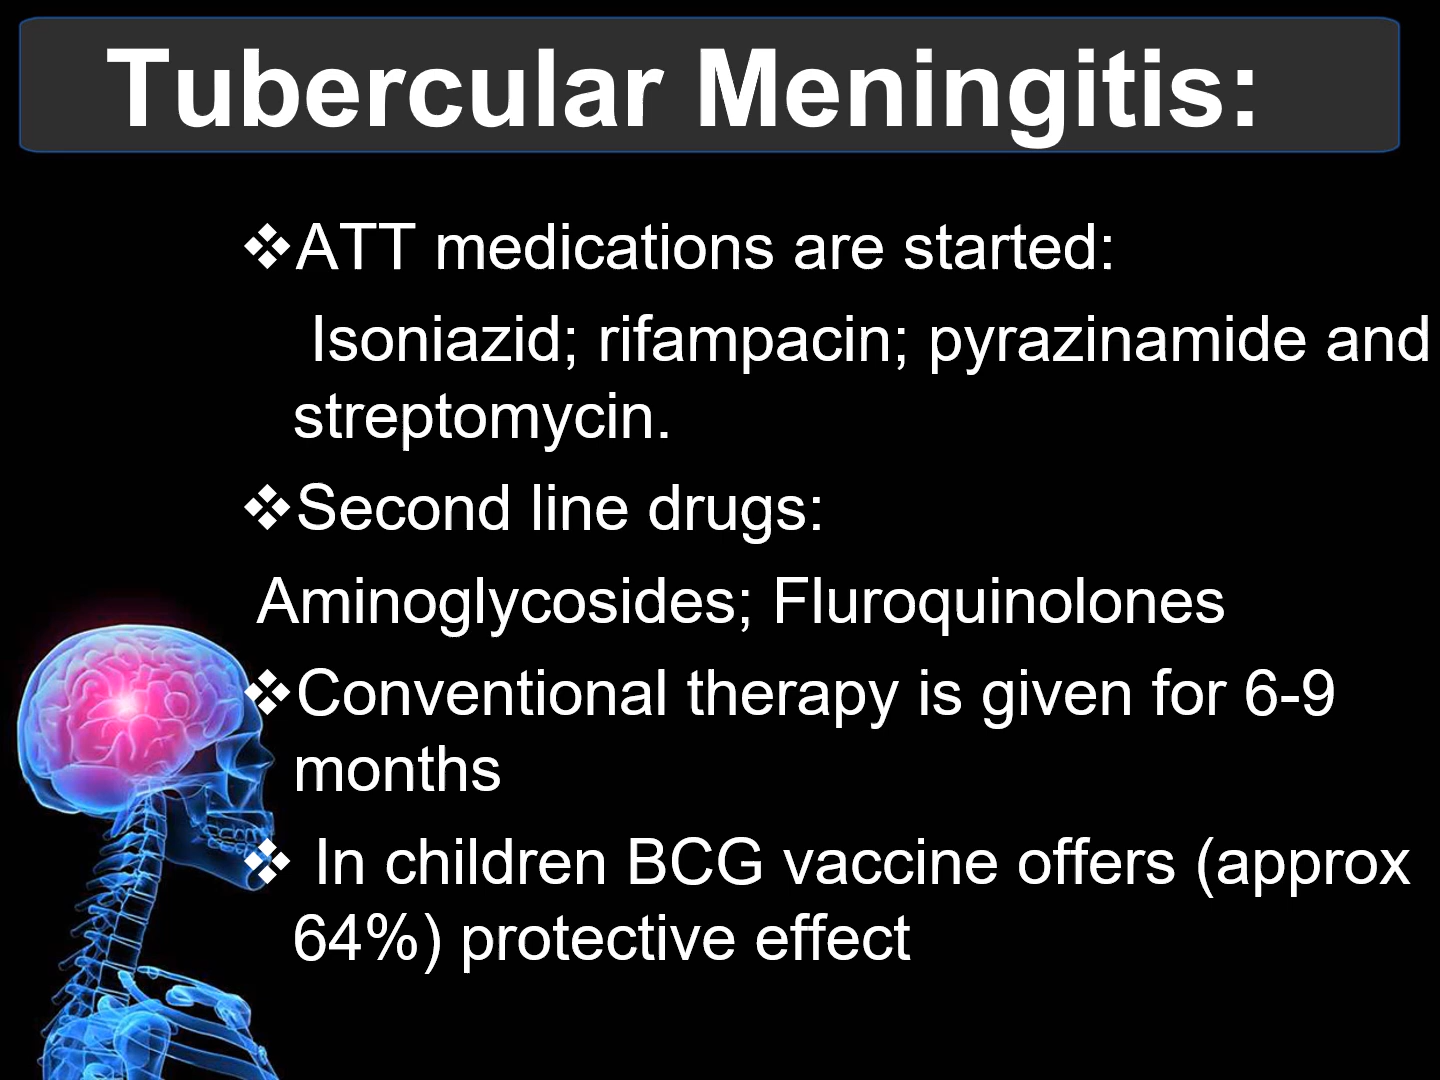 Tubercular Meningitis:
❖ATT medications are started:
Isoniazid; rifampacin; pyrazinamide and
streptomycin.
❖Second line drugs:
Aminoglycosides; Fluroquinolones
❖Conventional therapy is given for 6-9
months
❖ In children BCG vaccine offers (approx
64%) protective effect